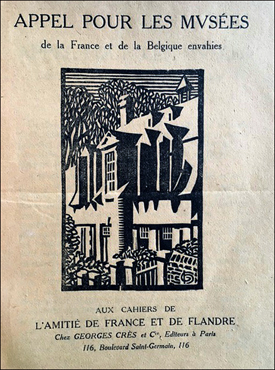 APPEL POUR LES MVSÉES
de la France et de la Belgique envahies
AUX CAHIERS DE
L'AMITIÉ DE FRANCE ET DE FLANDRE
Chez GEORGES CRÈS et Cie, Editeurs à Paris
116, Boulevard Saint-Germain, 116